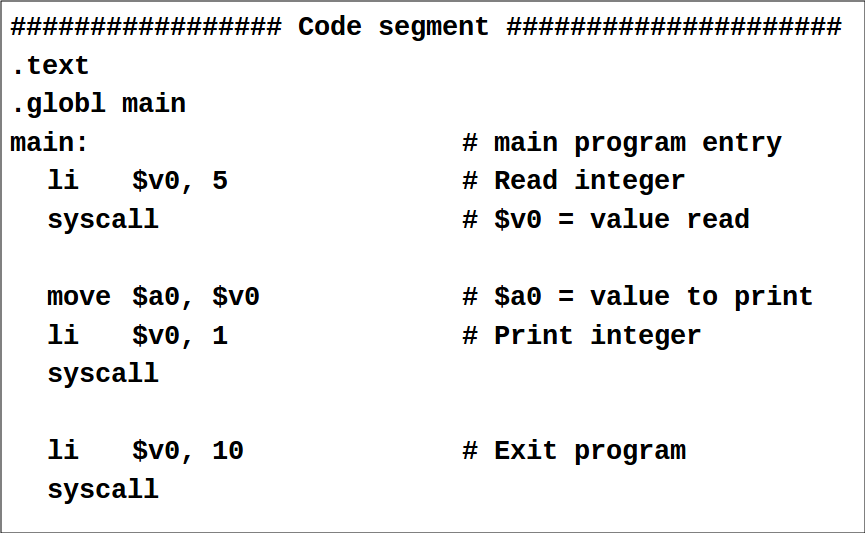 ################# Code segment #####################
.text
.globl main
main: # main program entry
li $v0, 5 # Read integer
syscall # $v0 = value read
move $a0, $v0 # $a0 = value to print
li $v0, 1 # Print integer
syscall
li $v0, 10 # Exit program
syscall